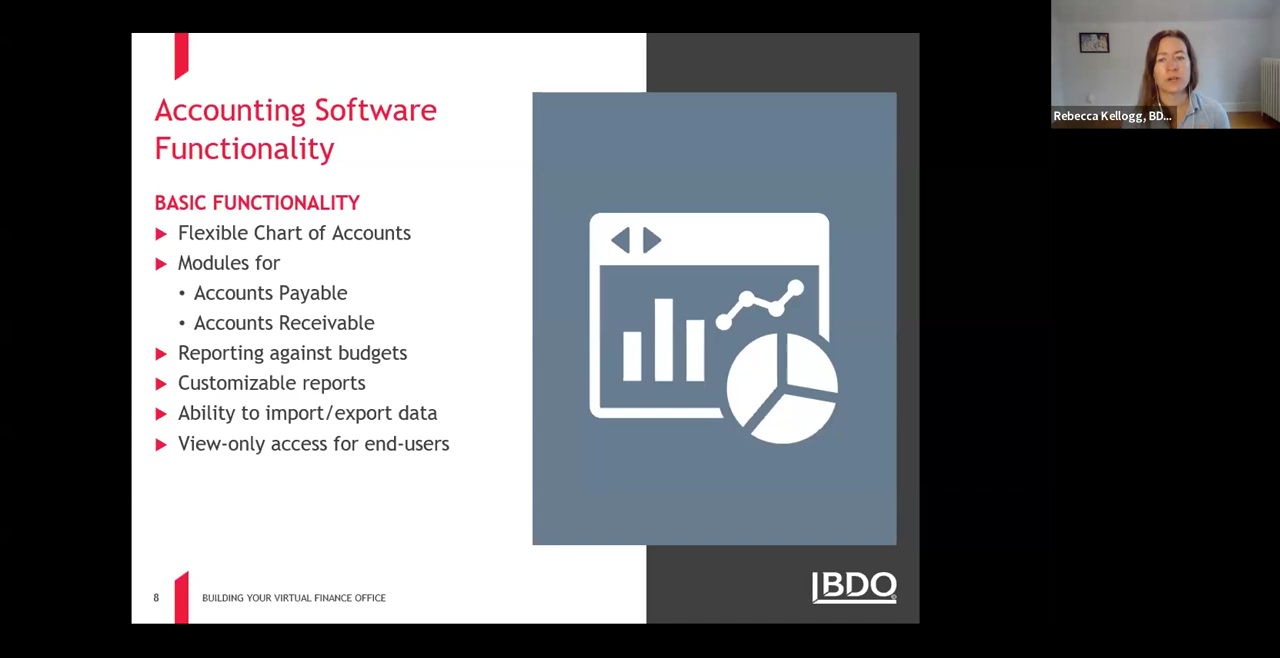 Accounting Software
Functionality
BASIC FUNCTIONALITY
Flexible Chart of Accounts
Modules for
• Accounts Payable
• Accounts Receivable
Reporting against budgets
Customizable reports
Ability to import/export data
View-only access for end-users
8
BUILDING YOUR VIRTUAL FINANCE OFFICE
BDO
Rebecca Kellogg, BD...